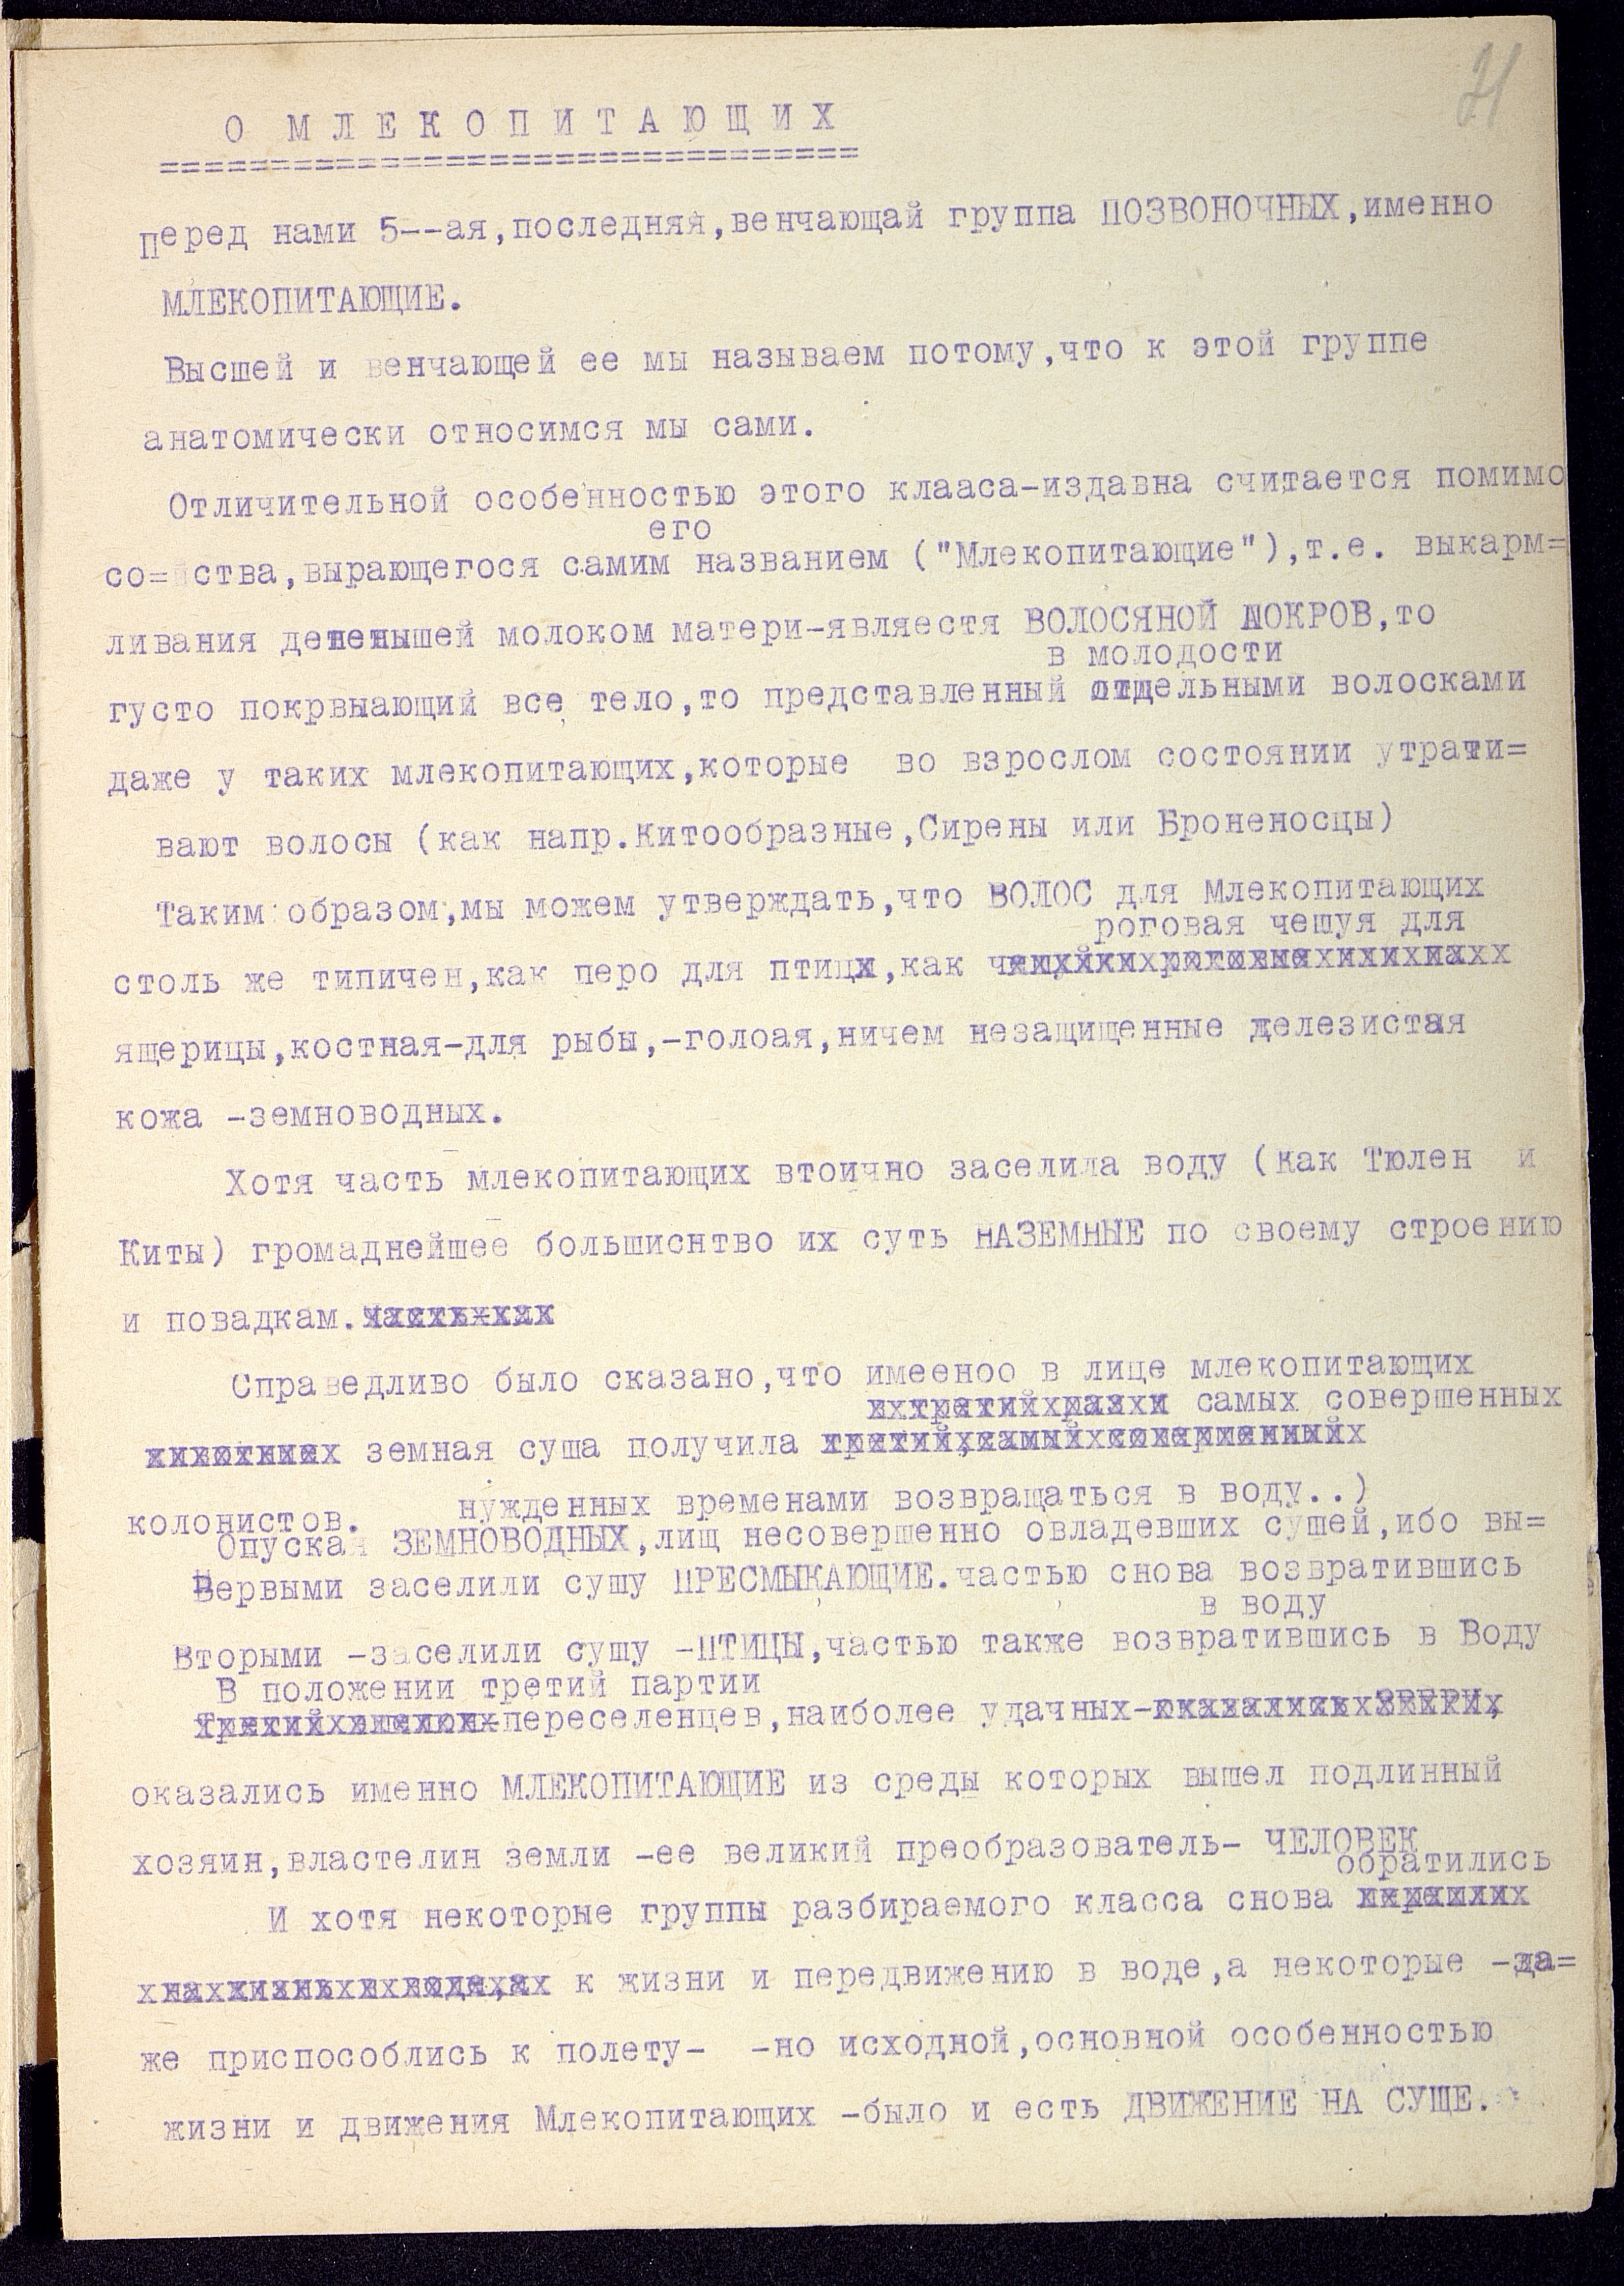 21
О МЛЕКОПИТАЮЩИХ
================================
Перед нами 5--ая,последняя,венчающай группа ПОЗВОНОЧНЫХ,именно
МЛЕКОПИТАЮЩИЕ.
Высшей и венчающей ее мы называем потому,что к этой группе
анатомически относимся мы сами.
Отличительной особенностью этого клааса-издавна считается помимо
его
со=йства,вырающегося самим названием ("Млекопитающие"),т.е. выкарм=
ливания детенышей молоком матери-являестя ВОЛОСЯНОЙ ПОКРОВ,то
в молодости
густо покрвыающий все тело,то представленный отдельными волосками
даже у таких млекопитающих,которые во взрослом состоянии утрачи=
вают волосы (как напр.Китообразные,Сирены или Броненосцы)
Таким образом,мы можем утверждать,что ВОЛОС для Млекопитающих
роговая чешуя для
столь же типичен,как перо для птицы,как
ящерицы,костная-для рыбы,-голоая,ничем незащищенные железистая
кожа -земноводных.
Хотя часть млекопитающих втоично заселила воду (как Тюлен и
Киты) громаднейшее большиснтво их суть НАЗЕМНЫЕ по своему строению
и повадкам.
Справедливо было сказано,что имееноо в лице млекопитающих
самых совершенных
земная суша получила
колонистов.
нужденных временами возвращаться в воду..)
Опуская ЗЕМНОВОДНЫХ,лищ несовершенно овладевших сушей,ибо вы=
Первыми заселили сушу ПРЕСМЫКАЮЩИЕ.частью снова возвратившись
в воду
Вторыми -заселили сушу -ПТИЦЫ,частью также возвратившись в Воду
В положении третий партии
переселенцев,наиболее удачных-
оказались именно МЛЕКОПИТАЮЩИЕ из среды которых вышел подлинный
хозяин,властелин земли -ее великий преобразователь- ЧЕЛОВЕК
обратились
И хотя некоторые группы разбираемого класса снова
к жизни и передвижению в воде,а некоторые -да=
же приспособлись к полету- -но исходной,основной особенностью
жизни и движения Млекопитающих -было и есть ДВИЖЕНИЕ НА СУШЕ.